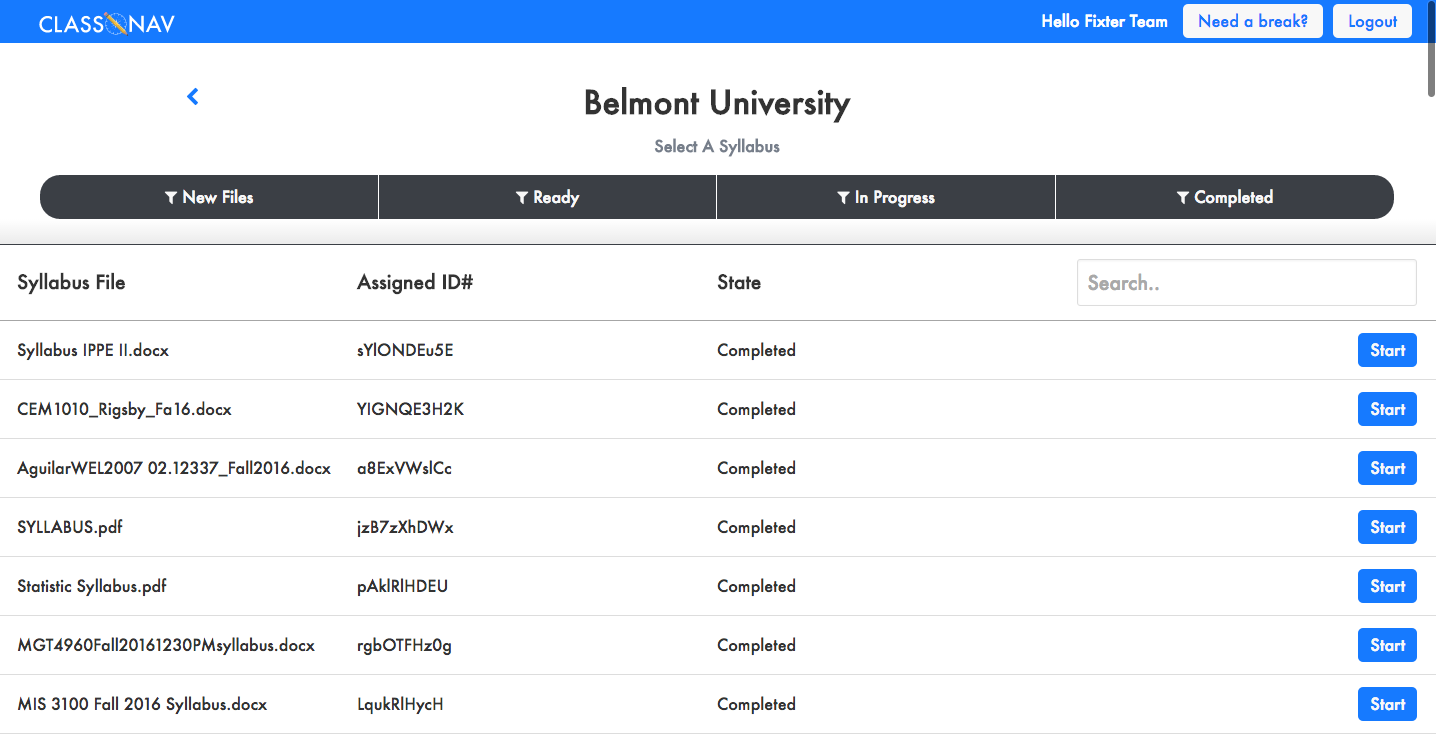 CLASS NAV Hello Fixter Team Need a break? Logout
Belmont University
Select A Syllabus
New Files Ready In Progress Completed
Syllabus File Assigned ID# State Search..
Syllabus IPPE II.docx sYlONDEu5E Completed Start
CEM1010_Rigsby_Fa16.docx YIGNQE3H2K Completed Start
AguilarWEL2007 02.12337_Fall2016.docx a8ExVWslCc Completed Start
SYLLABUS.pdf jzB7zXhDWx Completed Start
Statistic Syllabus.pdf pAklRlHDEU Completed Start
MGT4960Fall20161230PMsyllabus.docx rgbOTFHz0g Completed Start
MIS 3100 Fall 2016 Syllabus.docx LqukRlHycH Completed Start